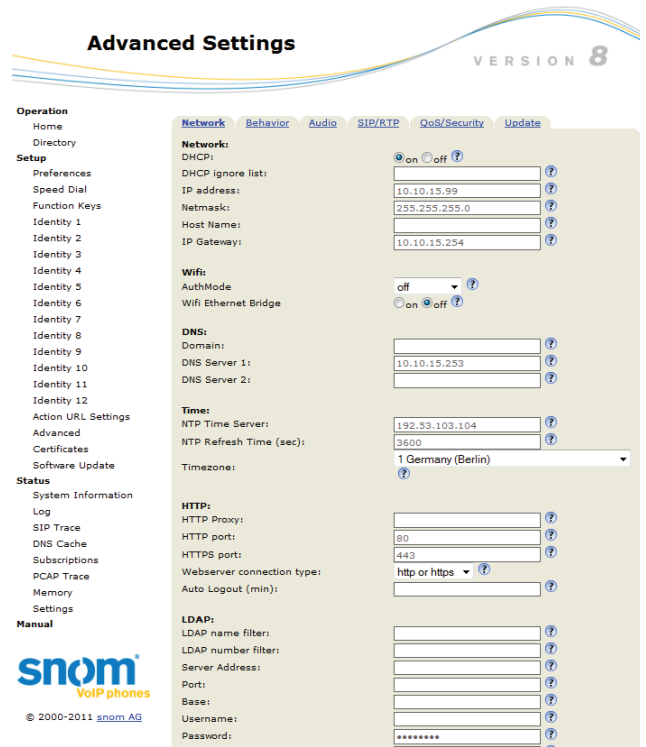 Advanced Settings
VERSION 8
Operation
Home
Directory
Setup
Preferences
Speed Dial
Function Keys
Identity 1
Identity 2
Identity 3
Identity 4
Identity 5
Identity 6
Identity 7
Identity 8
Identity 9
Identity 10
Identity 11
Identity 12
Action URL Settings
Advanced
Certificates
Software Update
Status
System Information
Log
SIP Trace
DNS Cache
Subscriptions
PCAP Trace
Memory
Settings
Manual
snom
VoIP phones
© 2000-2011 snom AG
Network Behavior Audio SIP/RTP QoS/Security Update
Network:
DHCP: on off ?
DHCP ignore list: ?
IP address: 10.10.15.99 ?
Netmask: 255.255.255.0 ?
Host Name: ?
IP Gateway: 10.10.15.254 ?
Wifi:
AuthMode off ?
Wifi Ethernet Bridge on off ?
DNS:
Domain: ?
DNS Server 1: 10.10.15.253 ?
DNS Server 2: ?
Time:
NTP Time Server: 192.53.103.104 ?
NTP Refresh Time (sec): 3600 ?
Timezone: 1 Germany (Berlin)
?
HTTP:
HTTP Proxy: ?
HTTP port: 80 ?
HTTPS port: 443 ?
Webserver connection type: http or https ?
Auto Logout (min): ?
LDAP:
LDAP name filter: ?
LDAP number filter: ?
Server Address: ?
Port: ?
Base: ?
Username: ?
Password: •••••••• ?